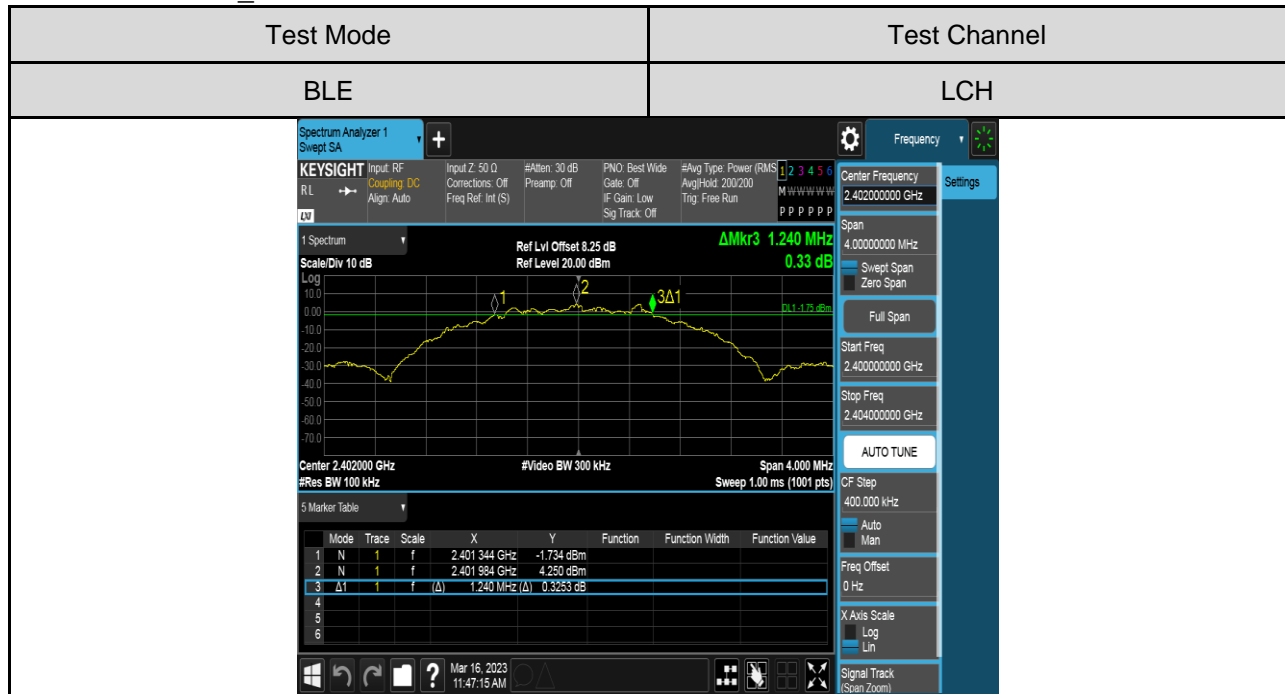 Test Mode Test Channel
BLE LCH
Spectrum Analyzer 1
Swept SA
+
Frequency
KEYSIGHT
RL
LXI
Input: RF
Coupling: DC
Align: Auto
Input Z: 50 Ω
Corrections: Off
Freq Ref: Int (S)
#Atten: 30 dB
Preamp: Off
PNO: Best Wide
Gate: Off
IF Gain: Low
Sig Track: Off
#Avg Type: Power (RMS
Avg|Hold: 200/200
Trig: Free Run
1 2 3 4 5 6
M W W W W W
P P P P P P
1 Spectrum
Scale/Div 10 dB
Ref Lvl Offset 8.25 dB
Ref Level 20.00 dBm
ΔMkr3 1.240 MHz
0.33 dB
Log
10.0
0.00
-10.0
-20.0
-30.0
-40.0
-50.0
-60.0
-70.0
1
2
3Δ1
DL1 -1.75 dBm
Center 2.402000 GHz #Video BW 300 kHz Span 4.000 MHz
#Res BW 100 kHz Sweep 1.00 ms (1001 pts)
5 Marker Table
Mode Trace Scale X Y Function Function Width Function Value
1 N 1 f 2.401 344 GHz -1.734 dBm
2 N 1 f 2.401 984 GHz 4.250 dBm
3 Δ1 1 f (Δ) 1.240 MHz (Δ) 0.3253 dB
4
5
6
?
Mar 16, 2023
11:47:15 AM
Center Frequency
2.402000000 GHz
Settings
Span
4.00000000 MHz
Swept Span
Zero Span
Full Span
Start Freq
2.400000000 GHz
Stop Freq
2.404000000 GHz
AUTO TUNE
CF Step
400.000 kHz
Auto
Man
Freq Offset
0 Hz
X Axis Scale
Log
Lin
Signal Track
(Span Zoom)